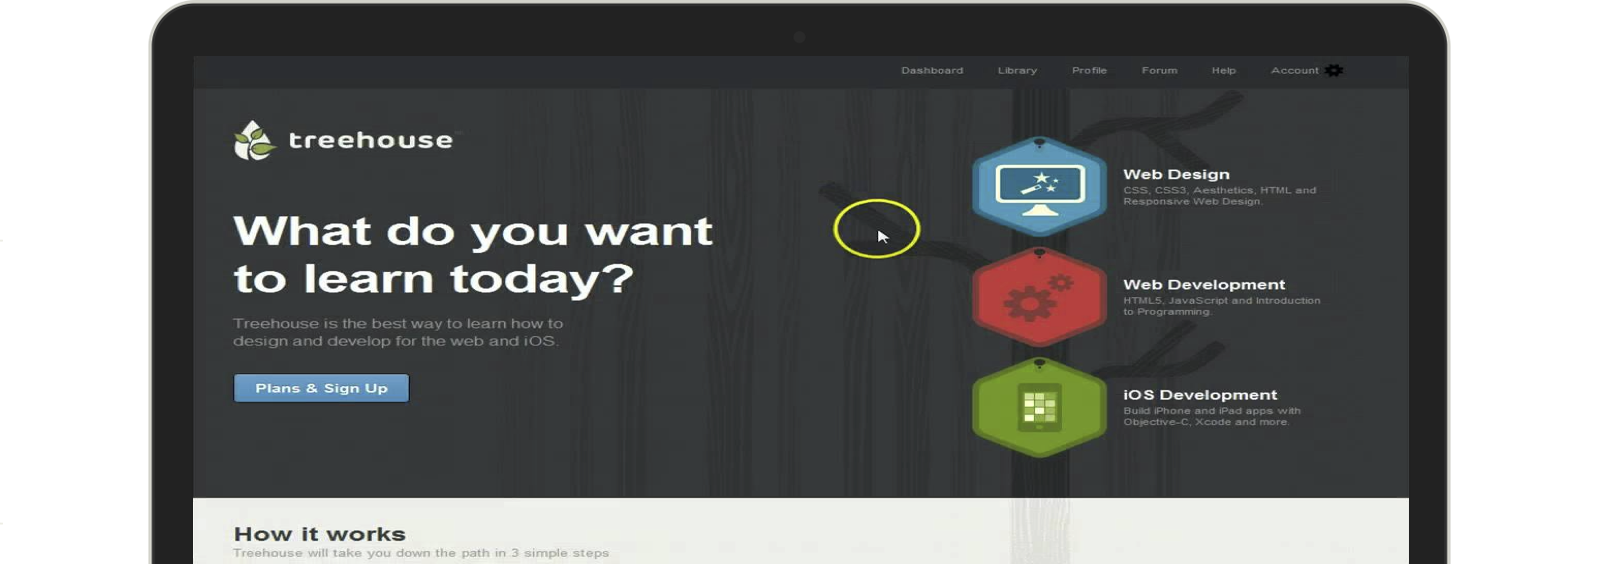 Dashboard Library Profile Forum Help Account
treehouse
What do you want
to learn today?
Treehouse is the best way to learn how to
design and develop for the web and iOS.
Plans & Sign Up
Web Design
CSS, CSS3, Aesthetics, HTML and
Responsive Web Design.
Web Development
HTML5, JavaScript and Introduction
to Programming.
iOS Development
Build iPhone and iPad apps with
Objective-C, Xcode and more.
How it works
Treehouse will take you down the path in 3 simple steps